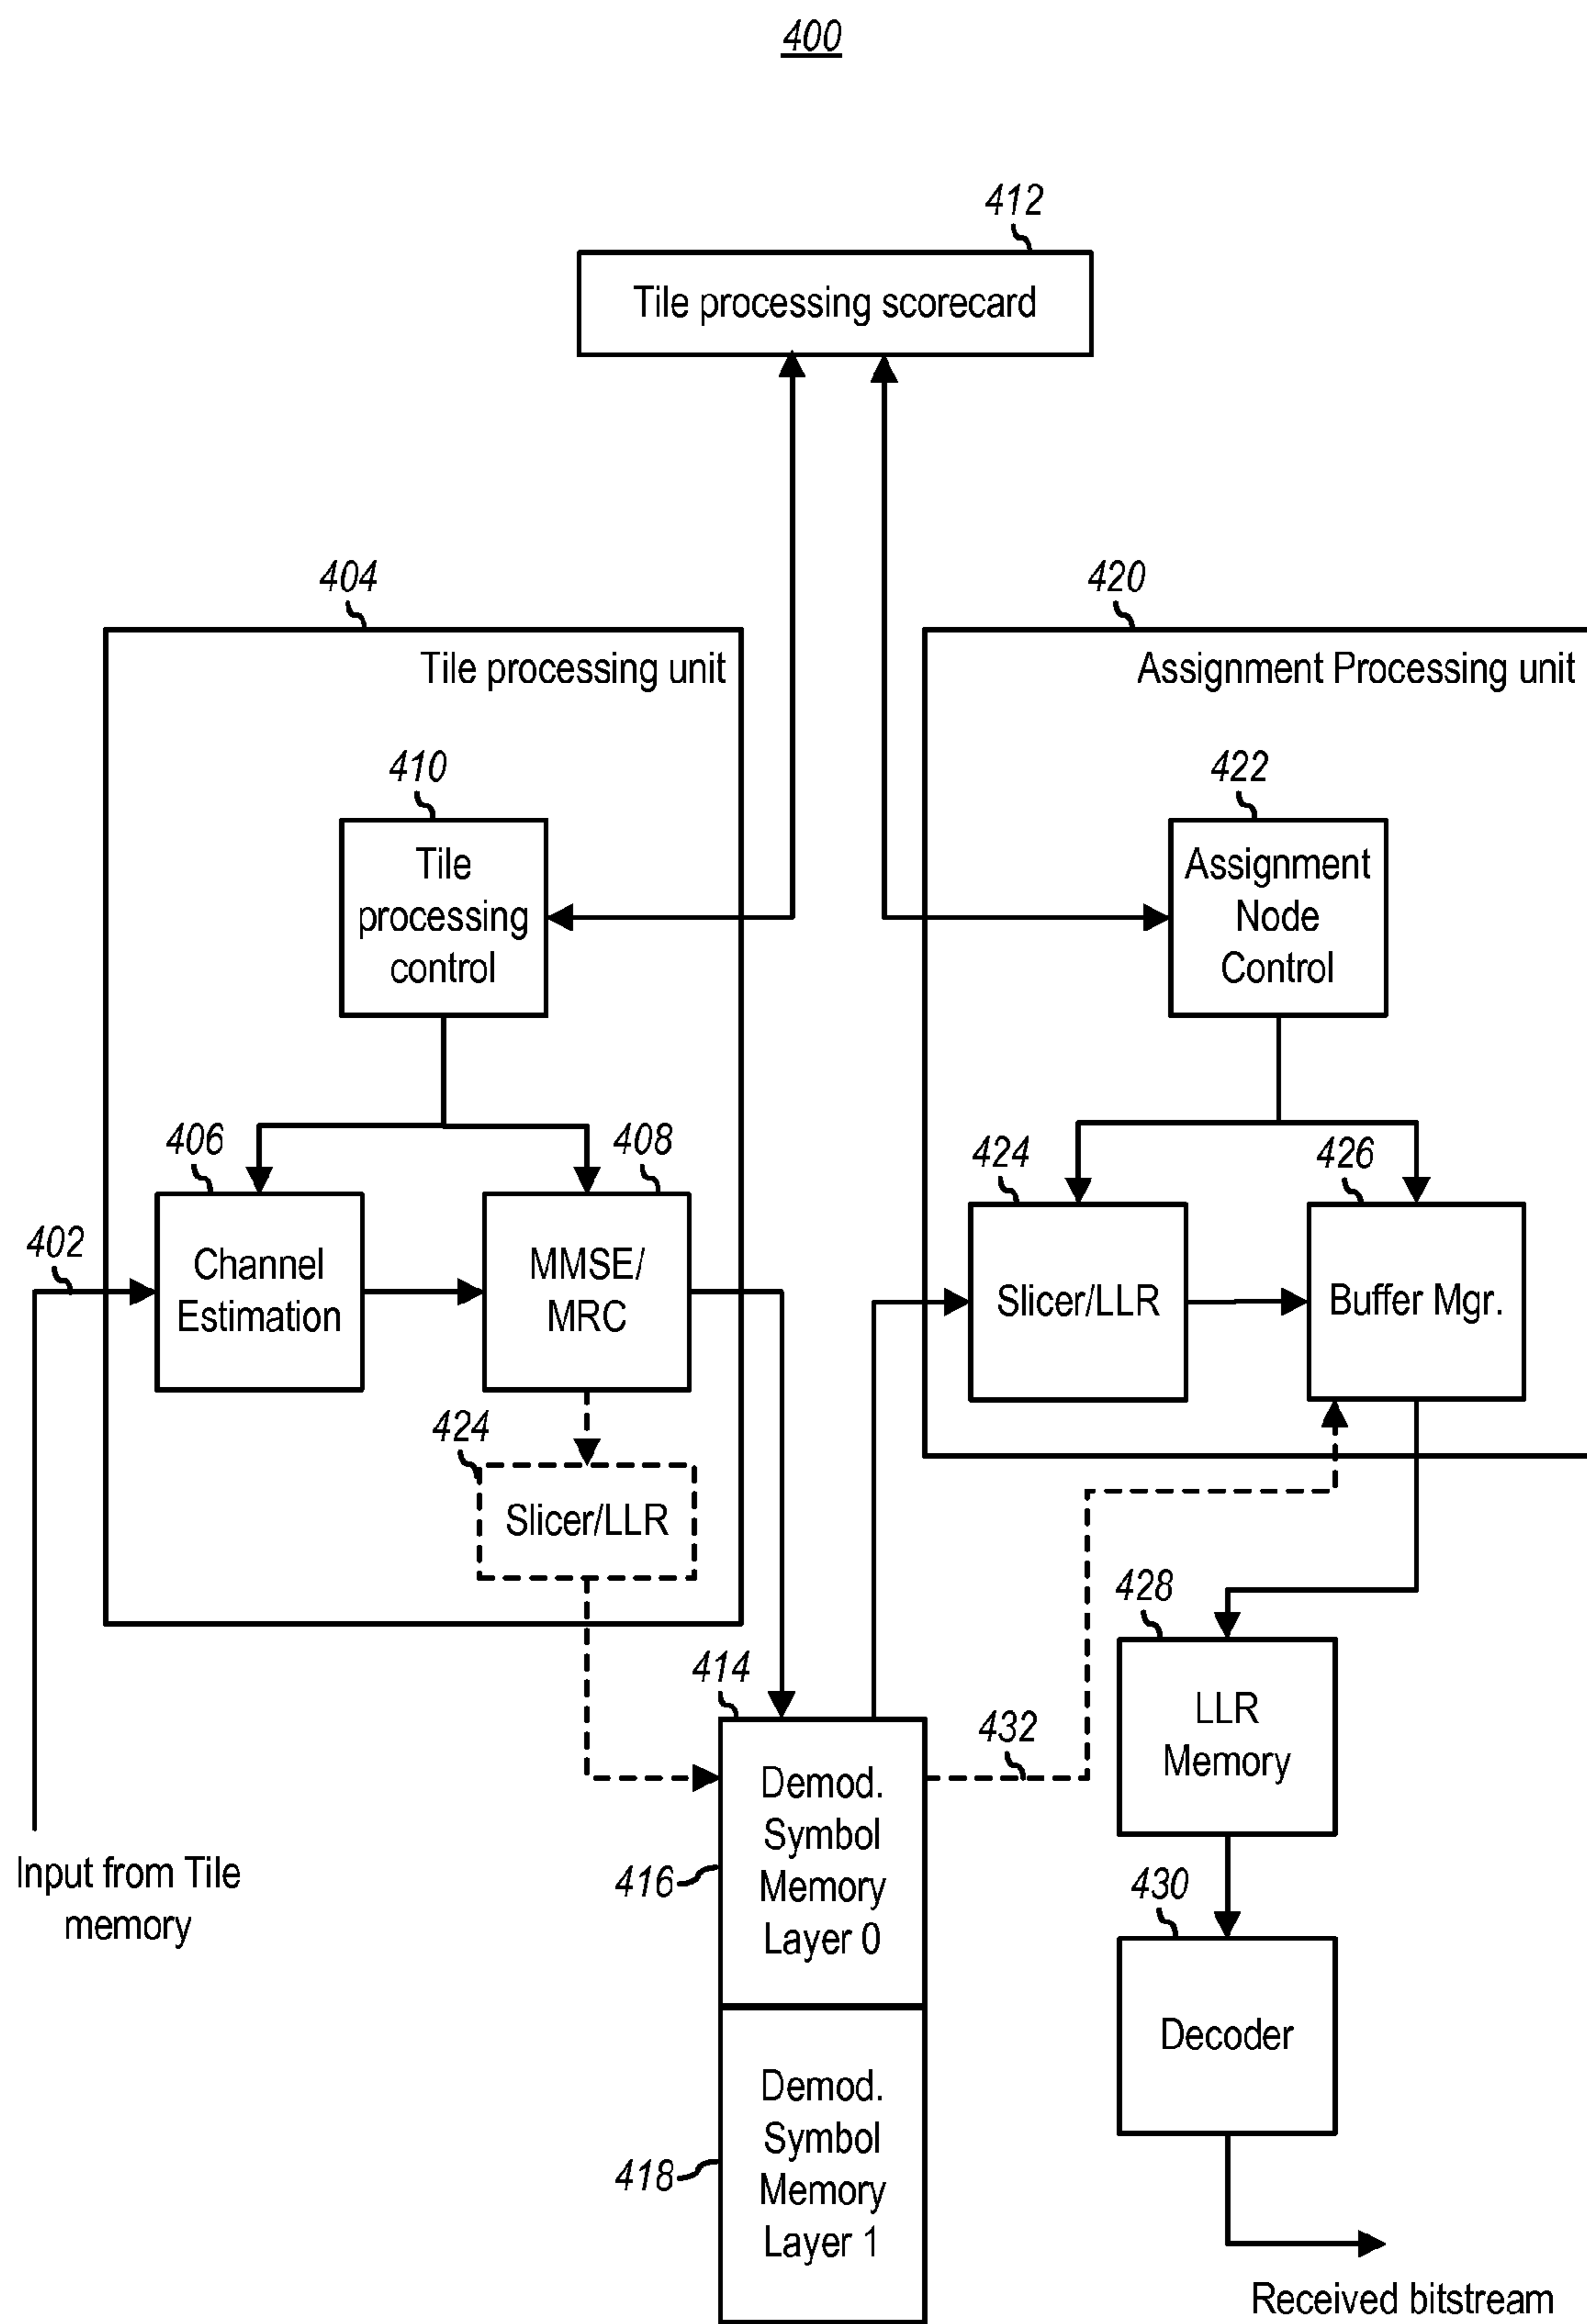 400
412
Tile processing scorecard
404
420
Tile processing unit
Assignment Processing unit
410
422
Tile
processing
control
Assignment
Node
Control
406
408
424
426
402
Channel
Estimation
MMSE/
MRC
Slicer/LLR
Buffer Mgr.
424
Slicer/LLR
428
414
432
LLR
Memory
Demod.
Symbol
Memory
Layer 0
416
Input from Tile
memory
430
Decoder
Demod.
Symbol
Memory
Layer 1
418
Received bitstream